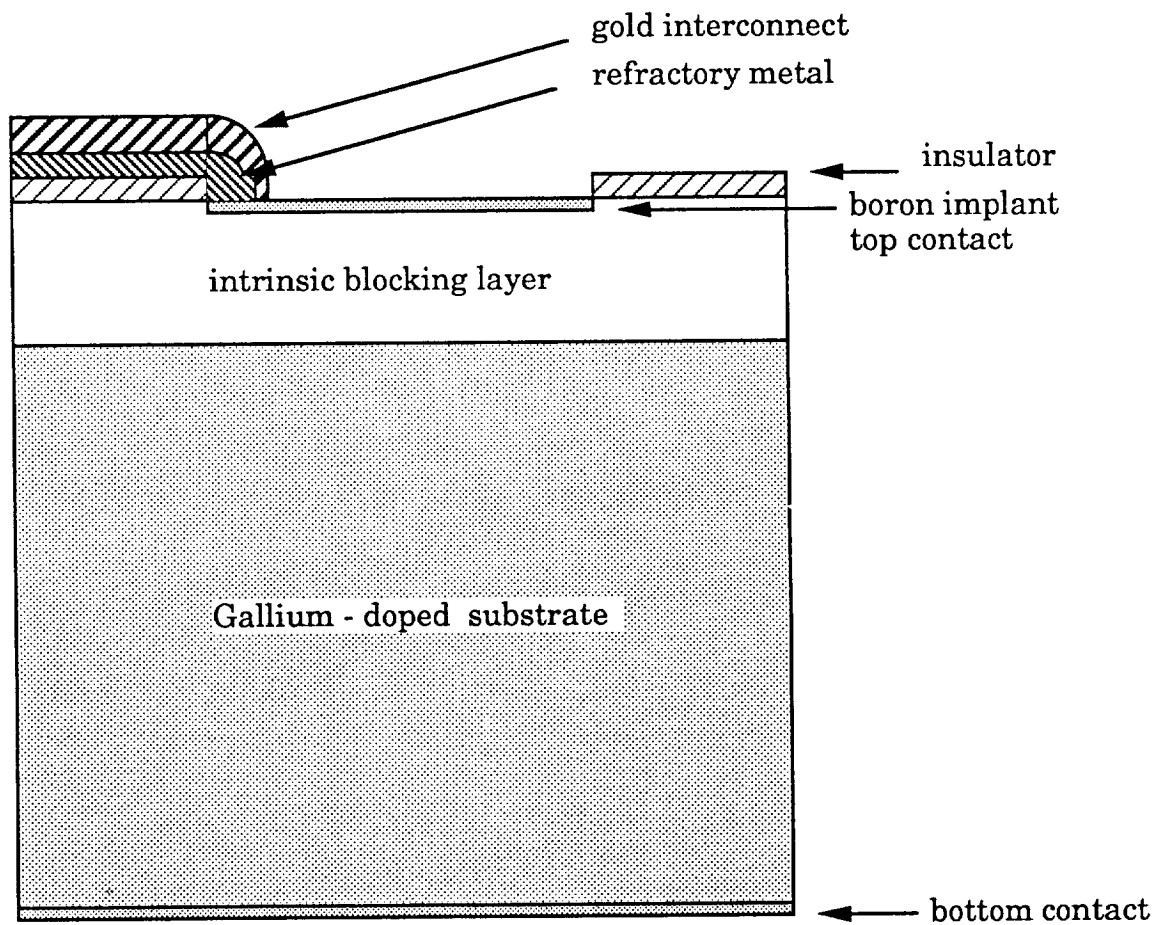 gold interconnect
refractory metal
insulator
boron implant
top contact
intrinsic blocking layer
Gallium - doped substrate
bottom contact